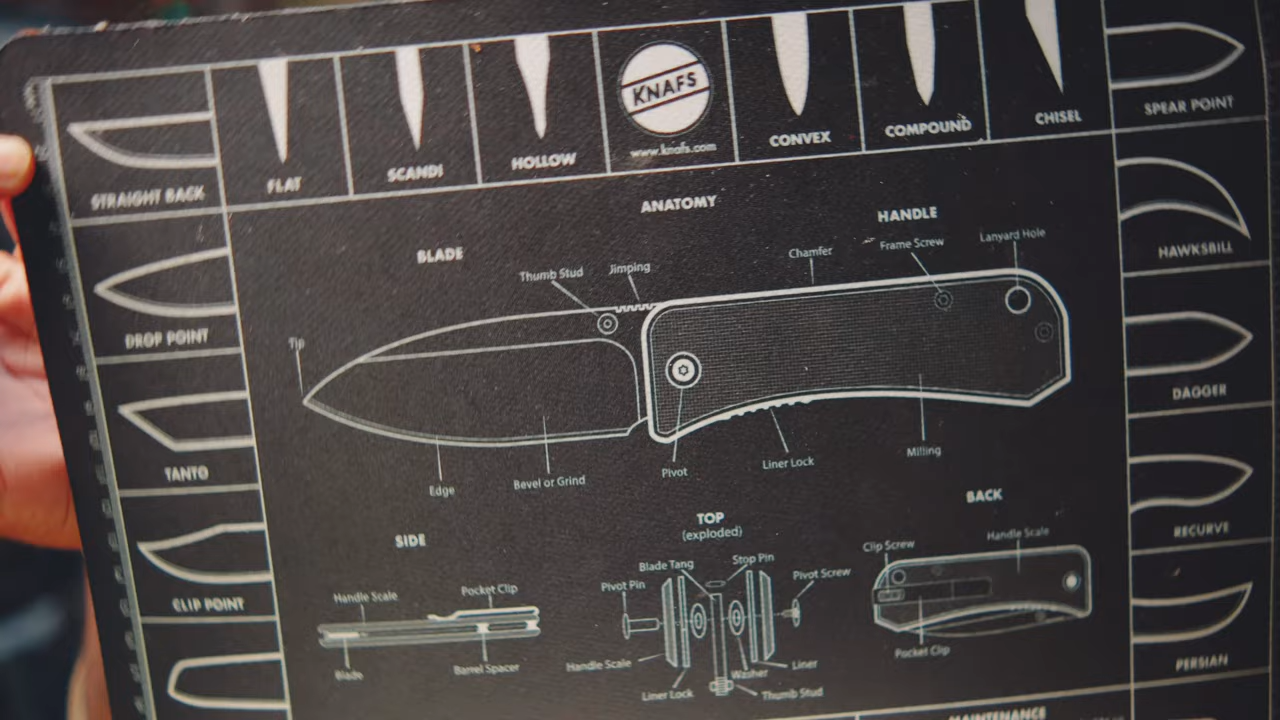 STRAIGHT BACK
FLAT
SCANDI
HOLLOW
KNAFS
www.knafs.com
CONVEX
COMPOUND
CHISEL
SPEAR POINT
DROP POINT
TANTO
CLIP POINT
HAWKSBILL
DAGGER
RECURVE
PERSIAN
ANATOMY
BLADE
HANDLE
Thumb Stud
Jimping
Chamfer
Frame Screw
Lanyard Hole
Tip
Edge
Bevel or Grind
Pivot
Liner Lock
Milling
SIDE
Handle Scale
Pocket Clip
Blade
Barrel Spacer
TOP
(exploded)
Blade Tang
Stop Pin
Pivot Pin
Pivot Screw
Handle Scale
Liner Lock
Washer
Liner
Thumb Stud
BACK
Clip Screw
Handle Scale
Pocket Clip
MAINTENANCE